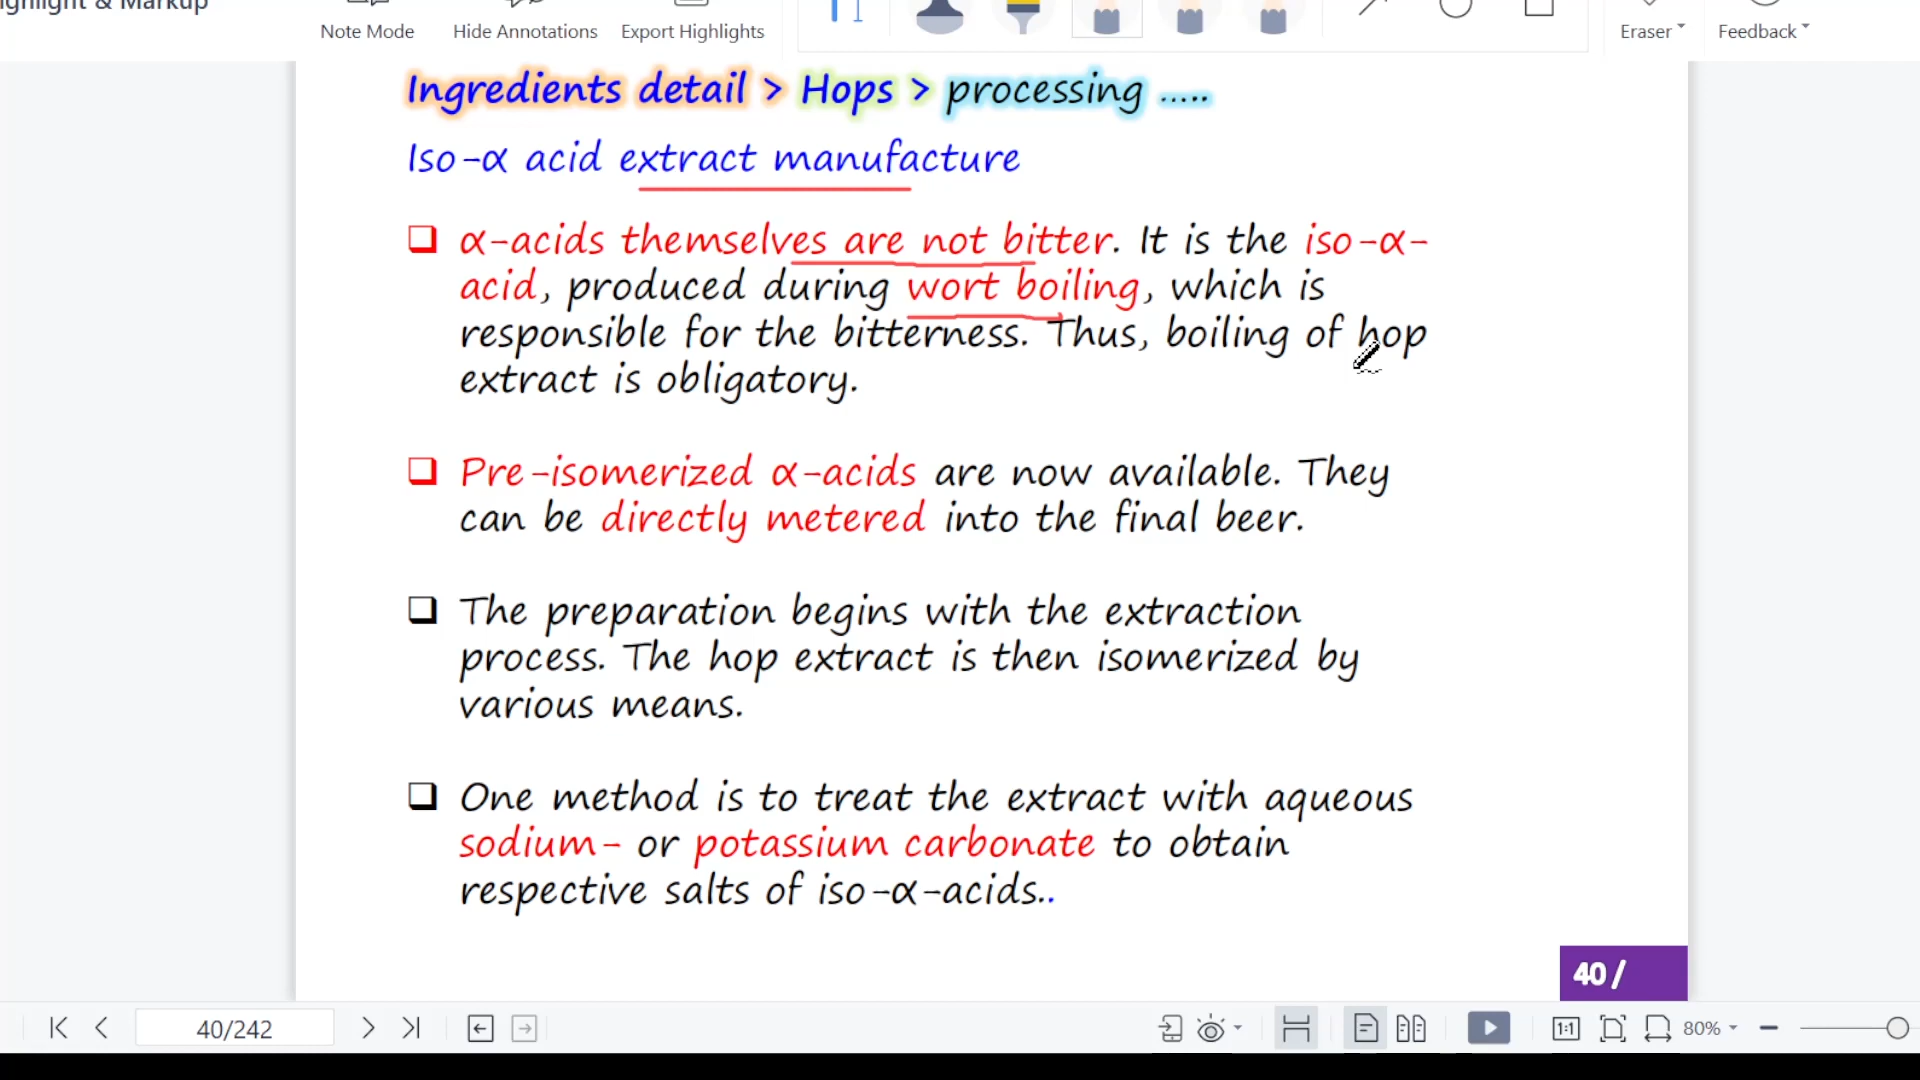 ighlight & Markup
Note Mode
Hide Annotations
Export Highlights
Eraser
Feedback
Ingredients detail > Hops > processing .....
Iso-α acid extract manufacture
❑ α-acids themselves are not bitter. It is the iso-α-
acid, produced during wort boiling, which is
responsible for the bitterness. Thus, boiling of hop
extract is obligatory.
❑ Pre-isomerized α-acids are now available. They
can be directly metered into the final beer.
❑ The preparation begins with the extraction
process. The hop extract is then isomerized by
various means.
❑ One method is to treat the extract with aqueous
sodium- or potassium carbonate to obtain
respective salts of iso-α-acids..
40 /
40/242
1:1
80%